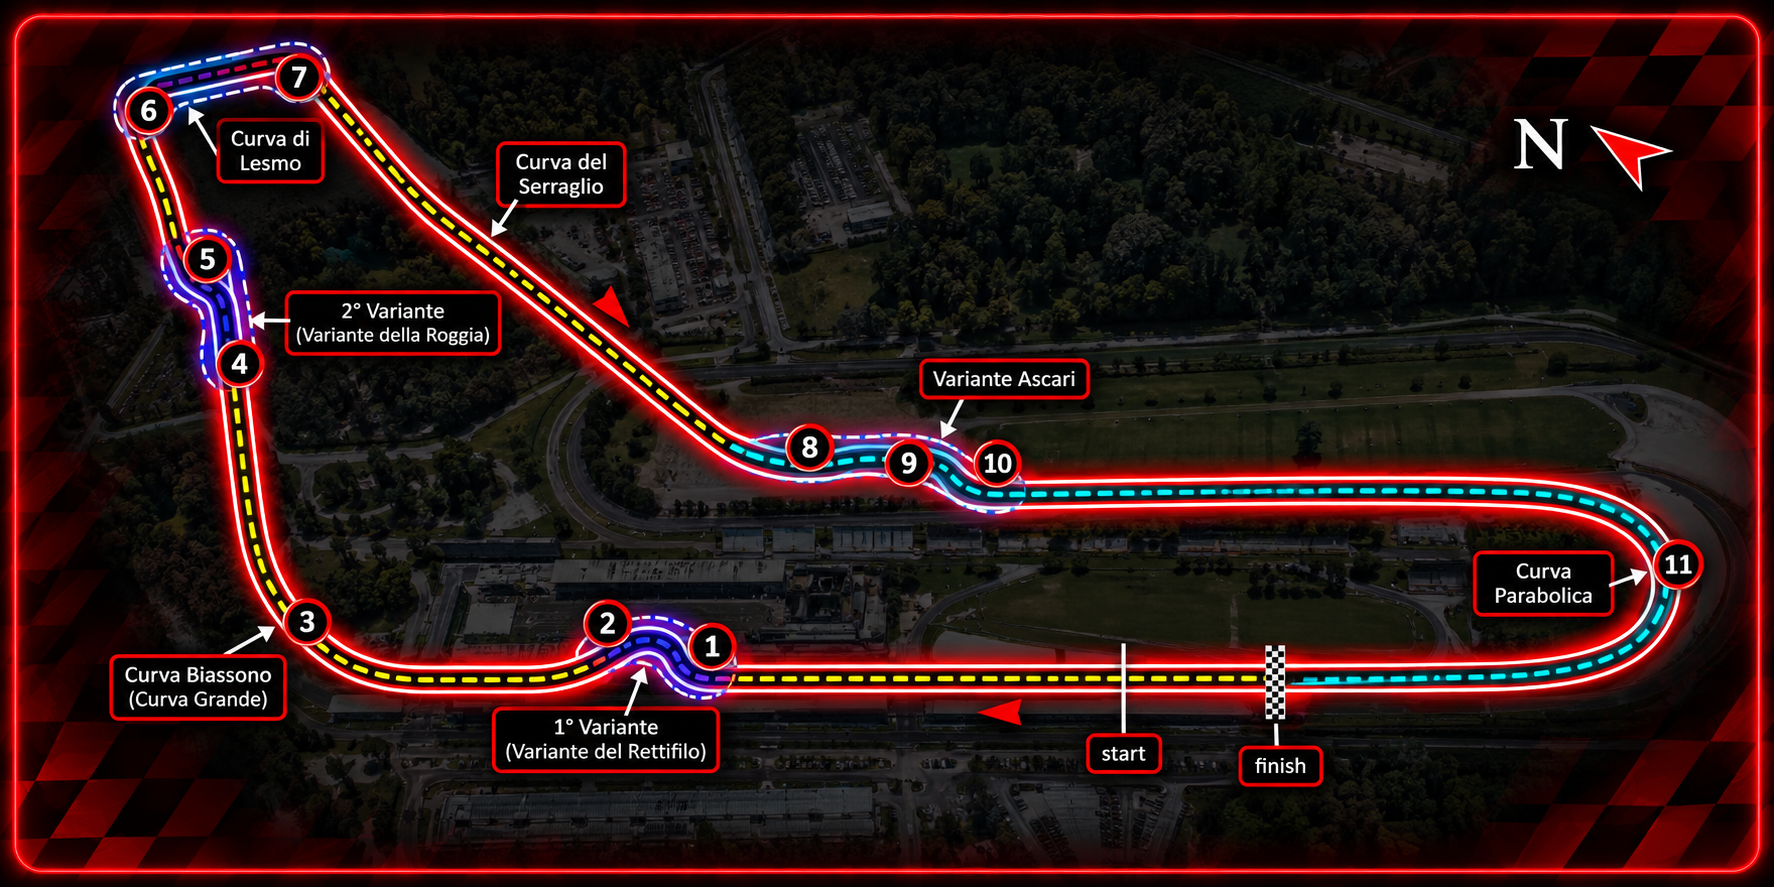 7
6
Curva di
Lesmo
N
Curva del
Serraglio
5
2° Variante
(Variante della Roggia)
4
Variante Ascari
8
9
10
11
Curva
Parabolica
3
2
1
Curva Biassono
(Curva Grande)
1° Variante
(Variante del Rettifilo)
start
finish